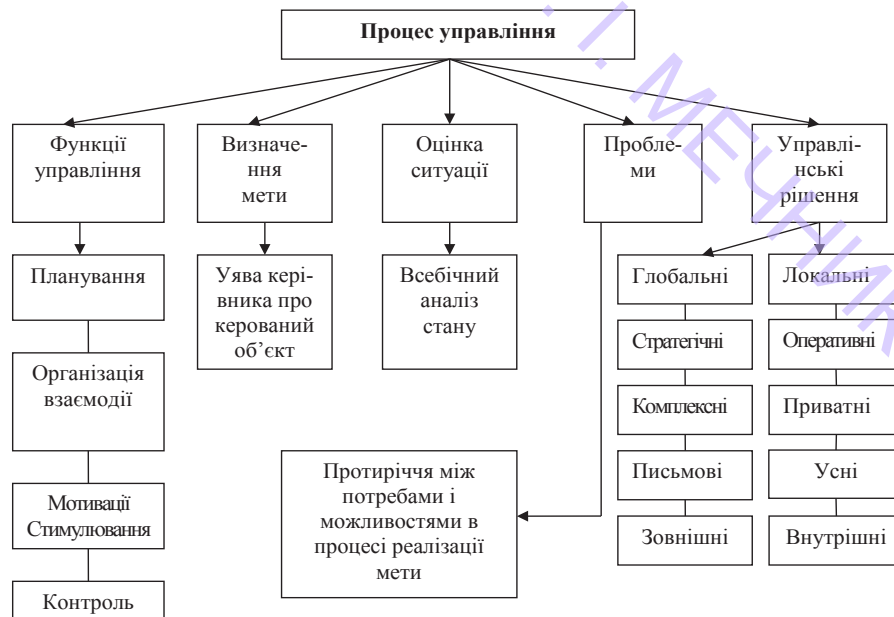 Процес управління
Функції
управління
Визначе-
ння
мети
Оцінка
ситуації
Пробле-
ми
Управлі-
нські
рішення
Планування
Уява кері-
вника про
керований
об’єкт
Всебічний
аналіз
стану
Глобальні
Локальні
Стратегічні
Оперативні
Організація
взаємодії
Комплексні
Приватні
Протиріччя між
потребами і
можливостями в
процесі реалізації
мети
Письмові
Усні
Мотивації
Стимулювання
Зовнішні
Внутрішні
Контроль
. І. МЕЧНИК